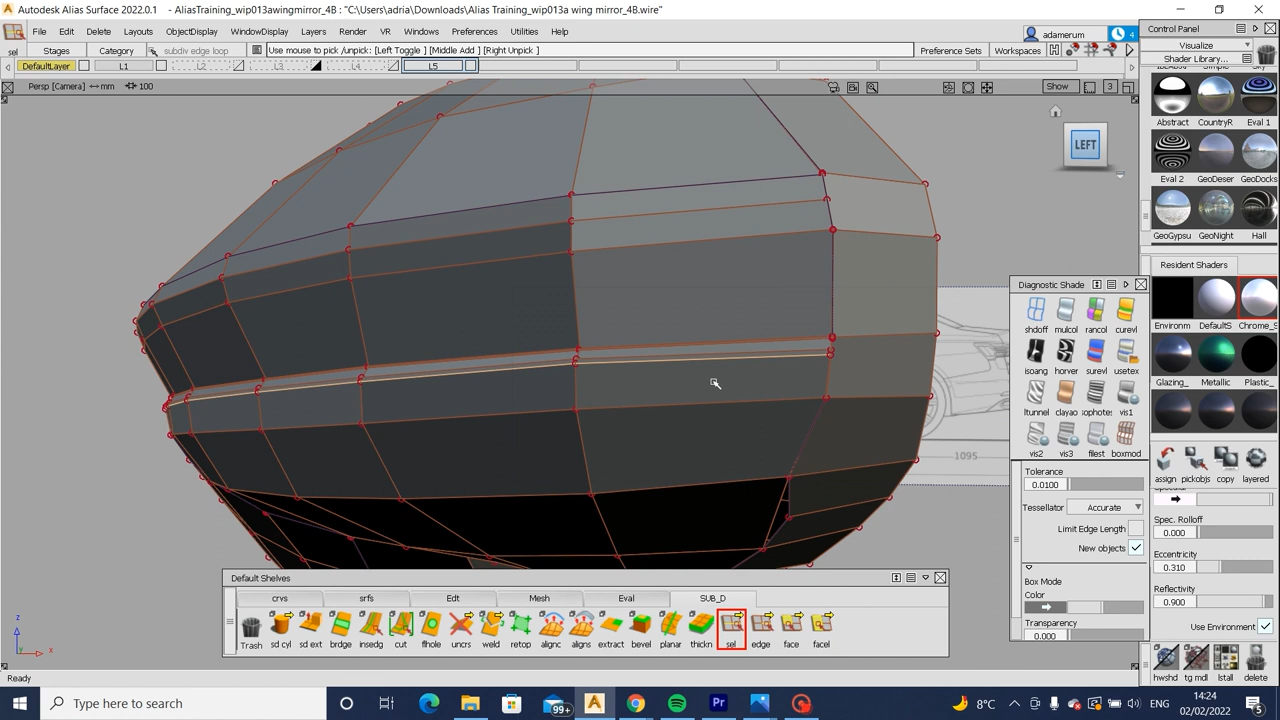 Autodesk Alias Surface 2022.0.1 - AliasTraining_wip013awingmirror_4B : "C:\Users\adria\Downloads\Alias Training_wip013a wing mirror_4B.wire"
File Edit Delete Layouts ObjectDisplay WindowDisplay Layers Render VR Windows Preferences Utilities Help adamerum 4
sel Stages Category subdiv edge loop Use mouse to pick /unpick: [Left Toggle ] [Middle Add ] [Right Unpick ] Preference Sets Workspaces
DefaultLayer L1 L2 L3 L4 L5
Persp [Camera] mm 100 Show 3
LEFT
1095
z
x
Control Panel
Visualize
Shader Library...
Abstract CountryR Eval 1
Eval 2 GeoDeser GeoDocks
GeoGypsu GeoNight Hall
Resident Shaders
Environm DefaultS Chrome_S
Glazing_ Metallic Plastic_
assign pickobjs copy layered
Spec. Rolloff
0.000
Eccentricity
0.310
Reflectivity
0.900
Use Environment
hwshd tg mdl lstall delete
Diagnostic Shade
shdoff mulcol rancol curevl
isoang horver surevl usetex
ltunnel clayao sophotes vis1
vis2 vis3 filest boxmod
Tolerance
0.0100
Tessellator Accurate
Limit Edge Length
New objects
Box Mode
Color
Transparency
0.000
Default Shelves
crvs srfs Edt Mesh Eval SUB_D
Trash sd cyl sd ext brdge insedg cut flhole uncrs weld retop alignc aligns extract bevel planar thickn sel edge face facel
Ready
Type here to search
99+
8°C
ENG
14:24
02/02/2022
5